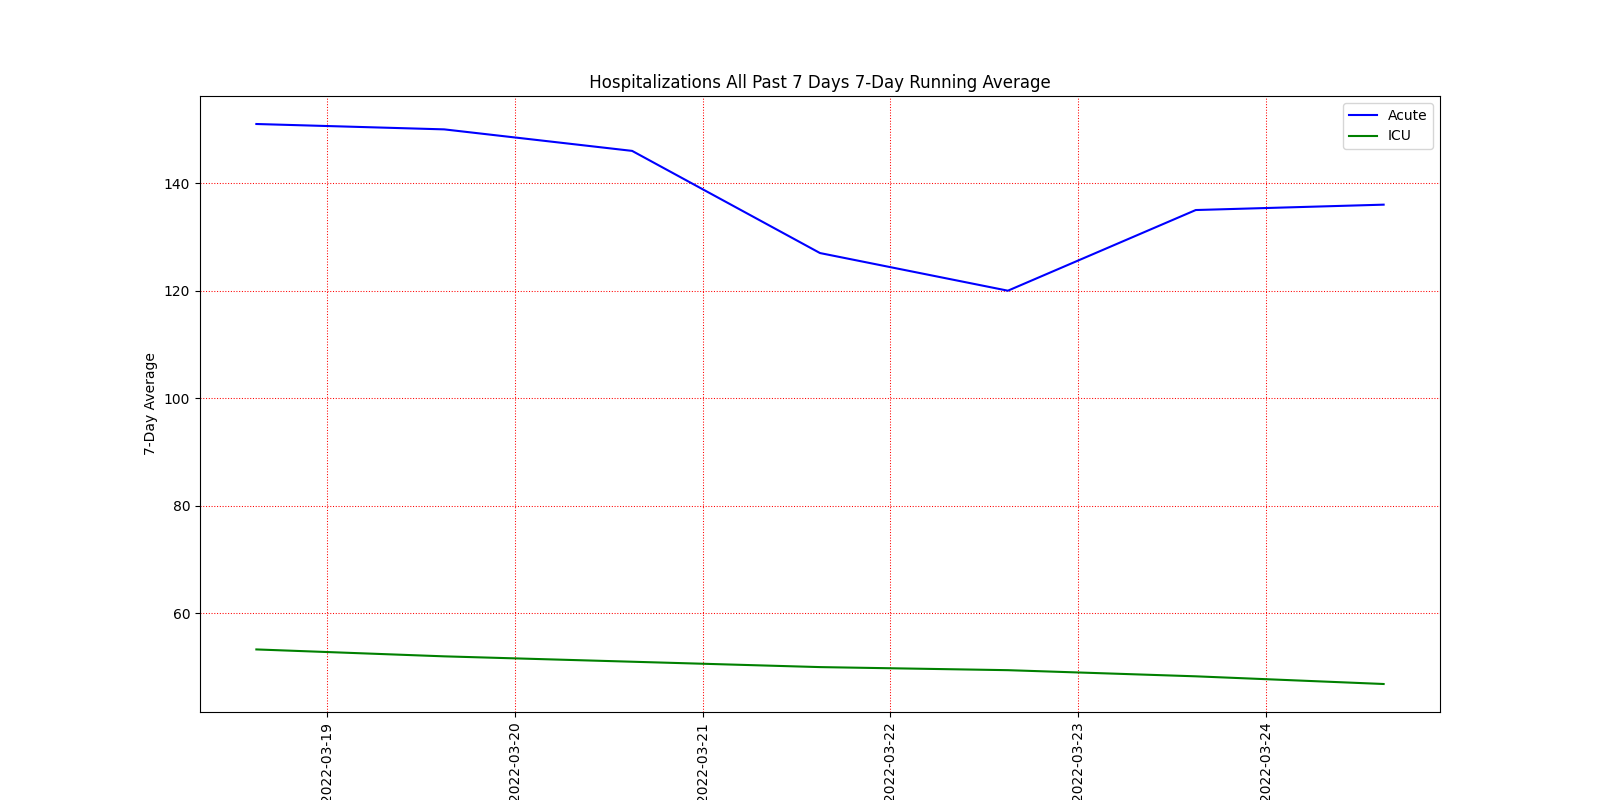 Hospitalizations All Past 7 Days 7-Day Running Average
Acute
ICU
7-Day Average
140
120
100
80
60
2022-03-19
2022-03-20
2022-03-21
2022-03-22
2022-03-23
2022-03-24